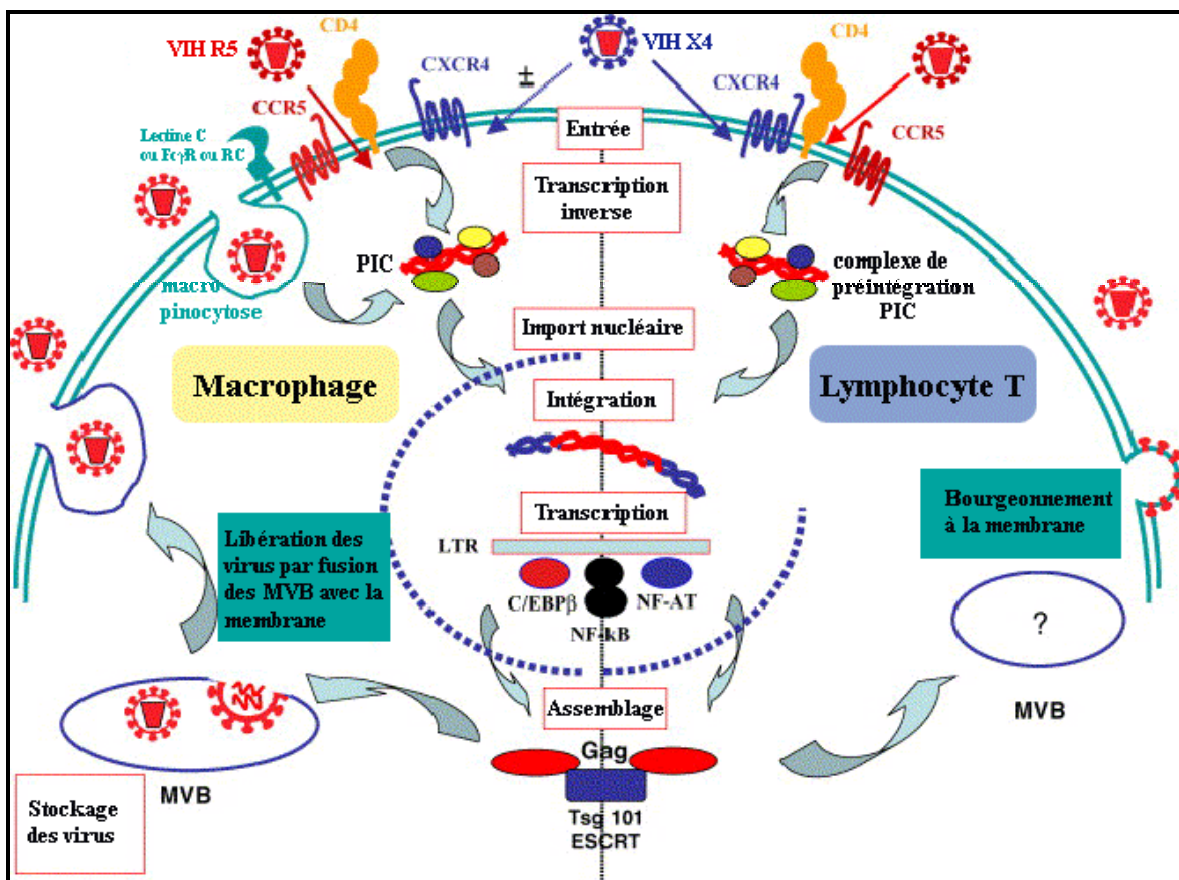 CD4
VIH R5
CXCR4
±
VIH X4
CXCR4
CD4
CCR5
CCR5
Lectine C
ou FcγR ou RC
Entrée
Transcription
inverse
PIC
complexe de
préintégration
PIC
macro
pinocytose
Import nucléaire
Macrophage
Intégration
Lymphocyte T
Transcription
Bourgeonnement
à la membrane
Libération des
virus par fusion
des MVB avec la
membrane
LTR
C/EBPβ
NF-kB
NF-AT
?
MVB
Assemblage
Gag
Tsg 101
ESCRT
MVB
Stockage
des virus